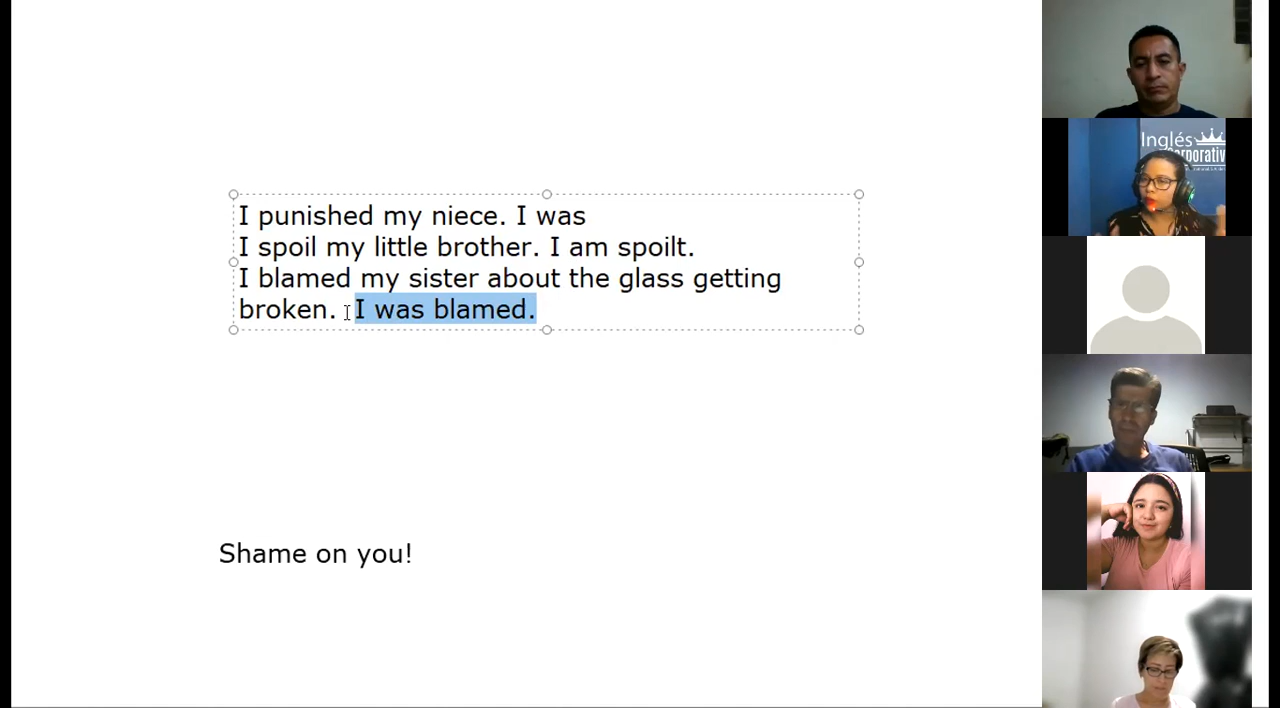 I punished my niece. I was
I spoil my little brother. I am spoilt.
I blamed my sister about the glass getting
broken. I was blamed.
Shame on you!
Inglés
Corporativ